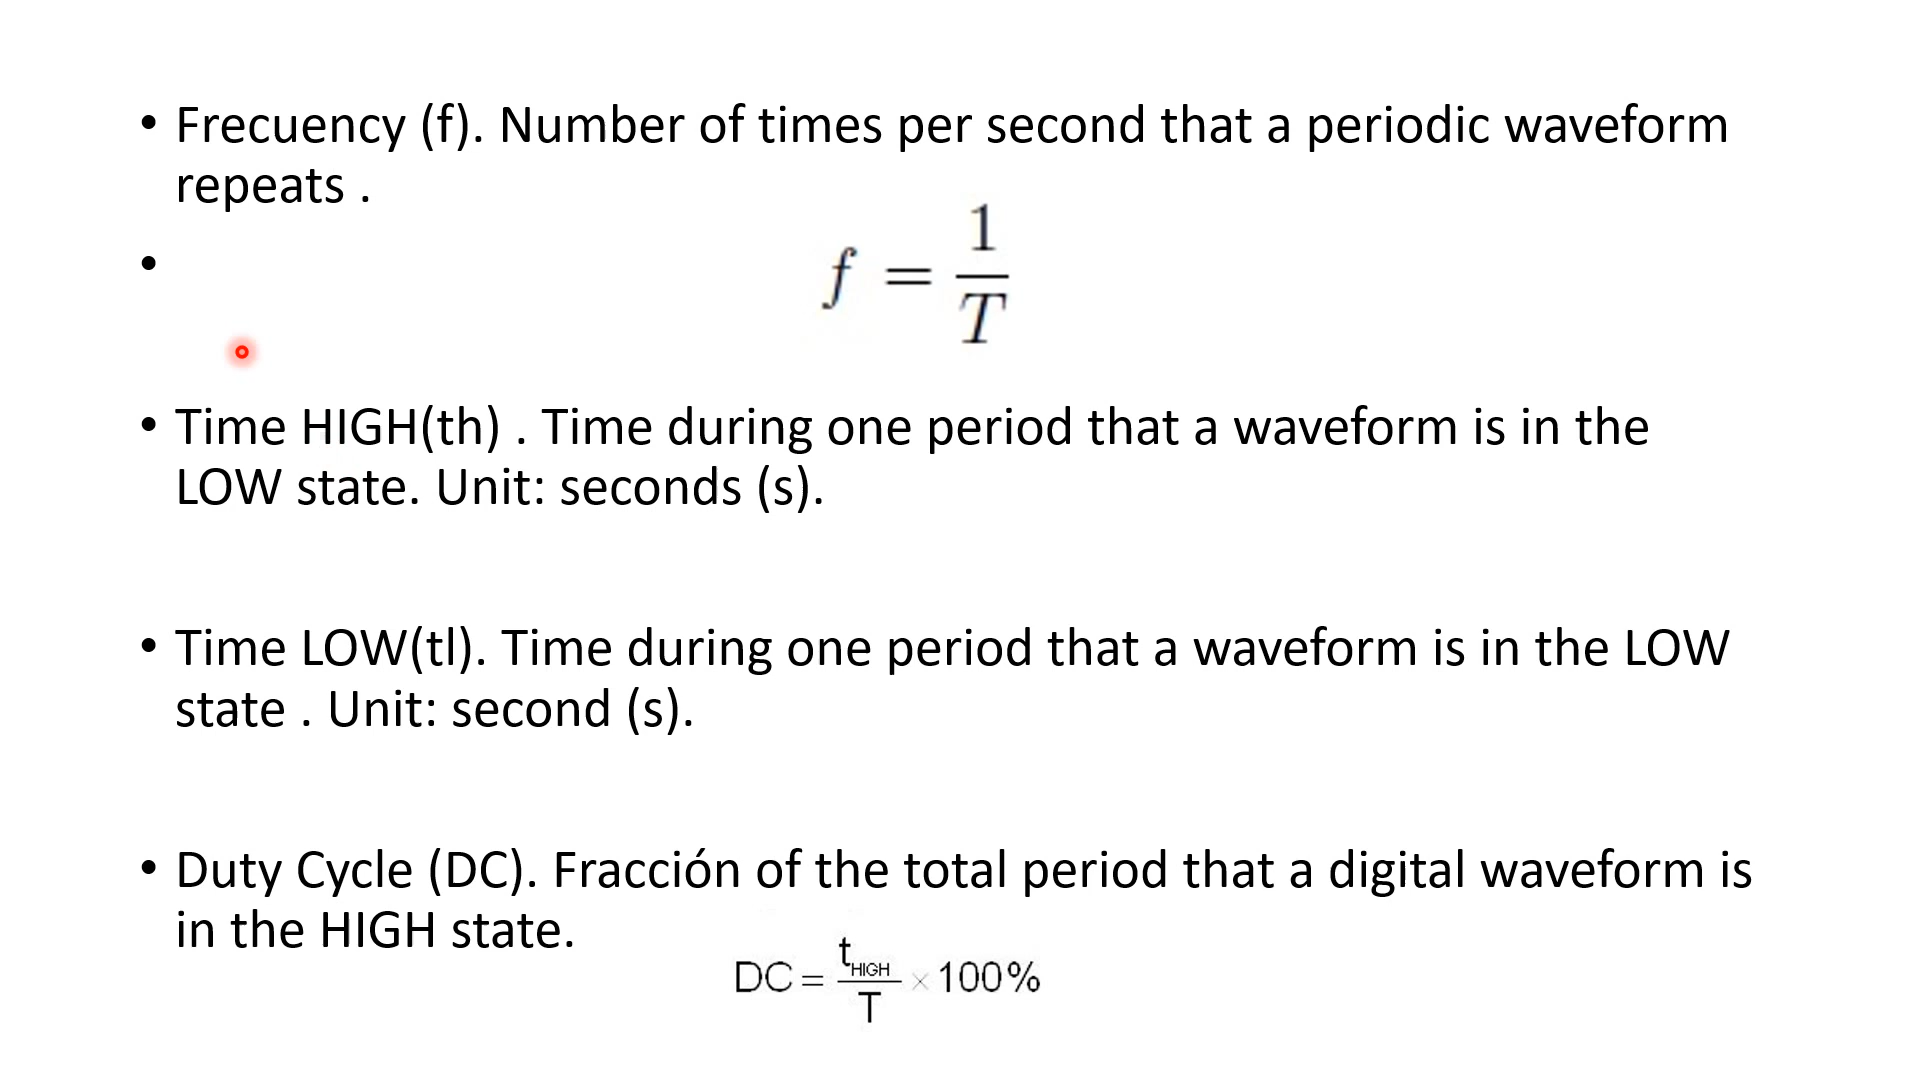 • Frecuency (f). Number of times per second that a periodic waveform
repeats .
•
f = 1/T
• Time HIGH(th) . Time during one period that a waveform is in the
LOW state. Unit: seconds (s).
• Time LOW(tl). Time during one period that a waveform is in the LOW
state . Unit: second (s).
• Duty Cycle (DC). Fracción of the total period that a digital waveform is
in the HIGH state.
DC = tHIGH/T × 100%